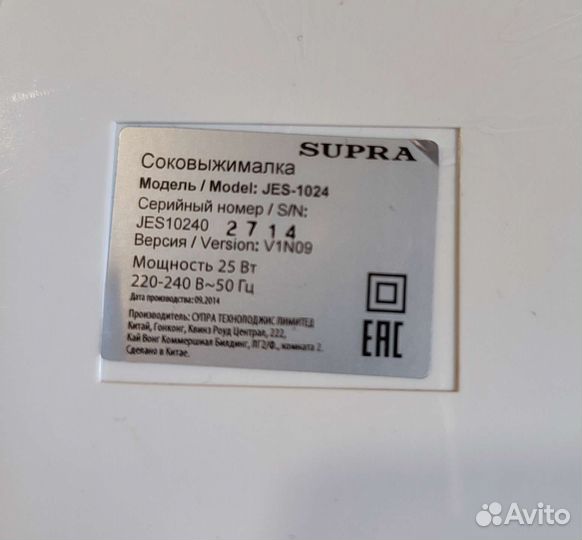 SUPRA
Соковыжималка
Модель / Model: JES-1024
Серийный номер / S/N:
JES10240 2714
Версия / Version: V1N09
Мощность 25 Вт
220-240 В~50 Гц
Дата производства: 09.2014
Производитель: СУПРА ТЕХНОЛОДЖИС ЛИМИТЕД
Китай, Гонконг, Квинз Роуд Централ, 222,
Кай Вонг Коммершиал Билдинг, ЛГ2/Ф., комната 2.
Сделано в Китае.
EAC
Avito